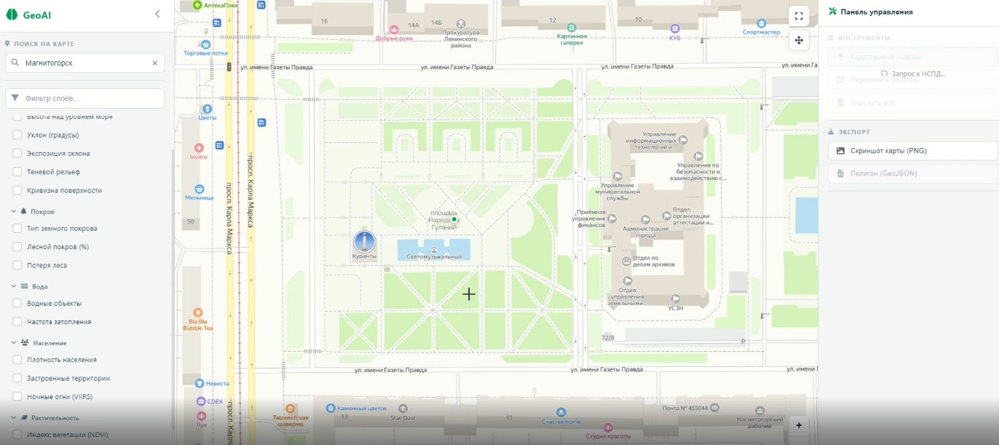 GeoAI
ПОИСК НА КАРТЕ
Магнитогорск
Фильтр слоёв...
Высота над уровнем моря
Уклон (градусы)
Экспозиция склона
Теневой рельеф
Кривизна поверхности
Покров
Тип земного покрова
Лесной покров (%)
Потеря леса
Вода
Водные объекты
Частота затопления
Население
Плотность населения
Застроенные территории
Ночные огни (VIIRS)
Растительность
Индекс вегетации (NDVI)
АптекаПлюс
16
14А
14Б
12
10
Добрые руки
Прокуратура
Ленинского
района
Картинная
галерея
КУБ
Спортмастер
Торговые лотки
ул. имени Газеты Правда
ул. имени Газеты Правда
ул. имени Газеты Правда
ул. имени Га
Цветы
Invitro
Мельница
98
просп. Карла Маркса
просп. Карла Маркса
просп. Карла
Управление
информационных
технологий и...
Управление по
безопасности и
взаимодействию с...
Управление
муниципальной
службы
Приёмная
управления
финансов
Отдел
организации
аттестации и...
Администрация
города
Отдел по
делам архивов
Отдел
управления
земельными...
УСЗН
площадь
Народных
Гуляний
Куранты
Светомузыкальный
72/8
P
Bla Bla
Bubble Tea
ул. имени Газеты Правда
ул. имени Газеты Правда
ул. имени Г
Невеста
CDEK
Лук
Ташкентская
шаверма
Каменный цветок
13
Star Dust
11
Счастье home
Студия красоты
Почта № 455044
Магнитогорский
рабочий
+
Панель управления
ИНСТРУМЕНТЫ
Кадастровый участок
Запрос к НСПД...
Нарисовать полигон
Очистить всё
ЭКСПОРТ
Скриншот карты (PNG)
Полигон (GeoJSON)